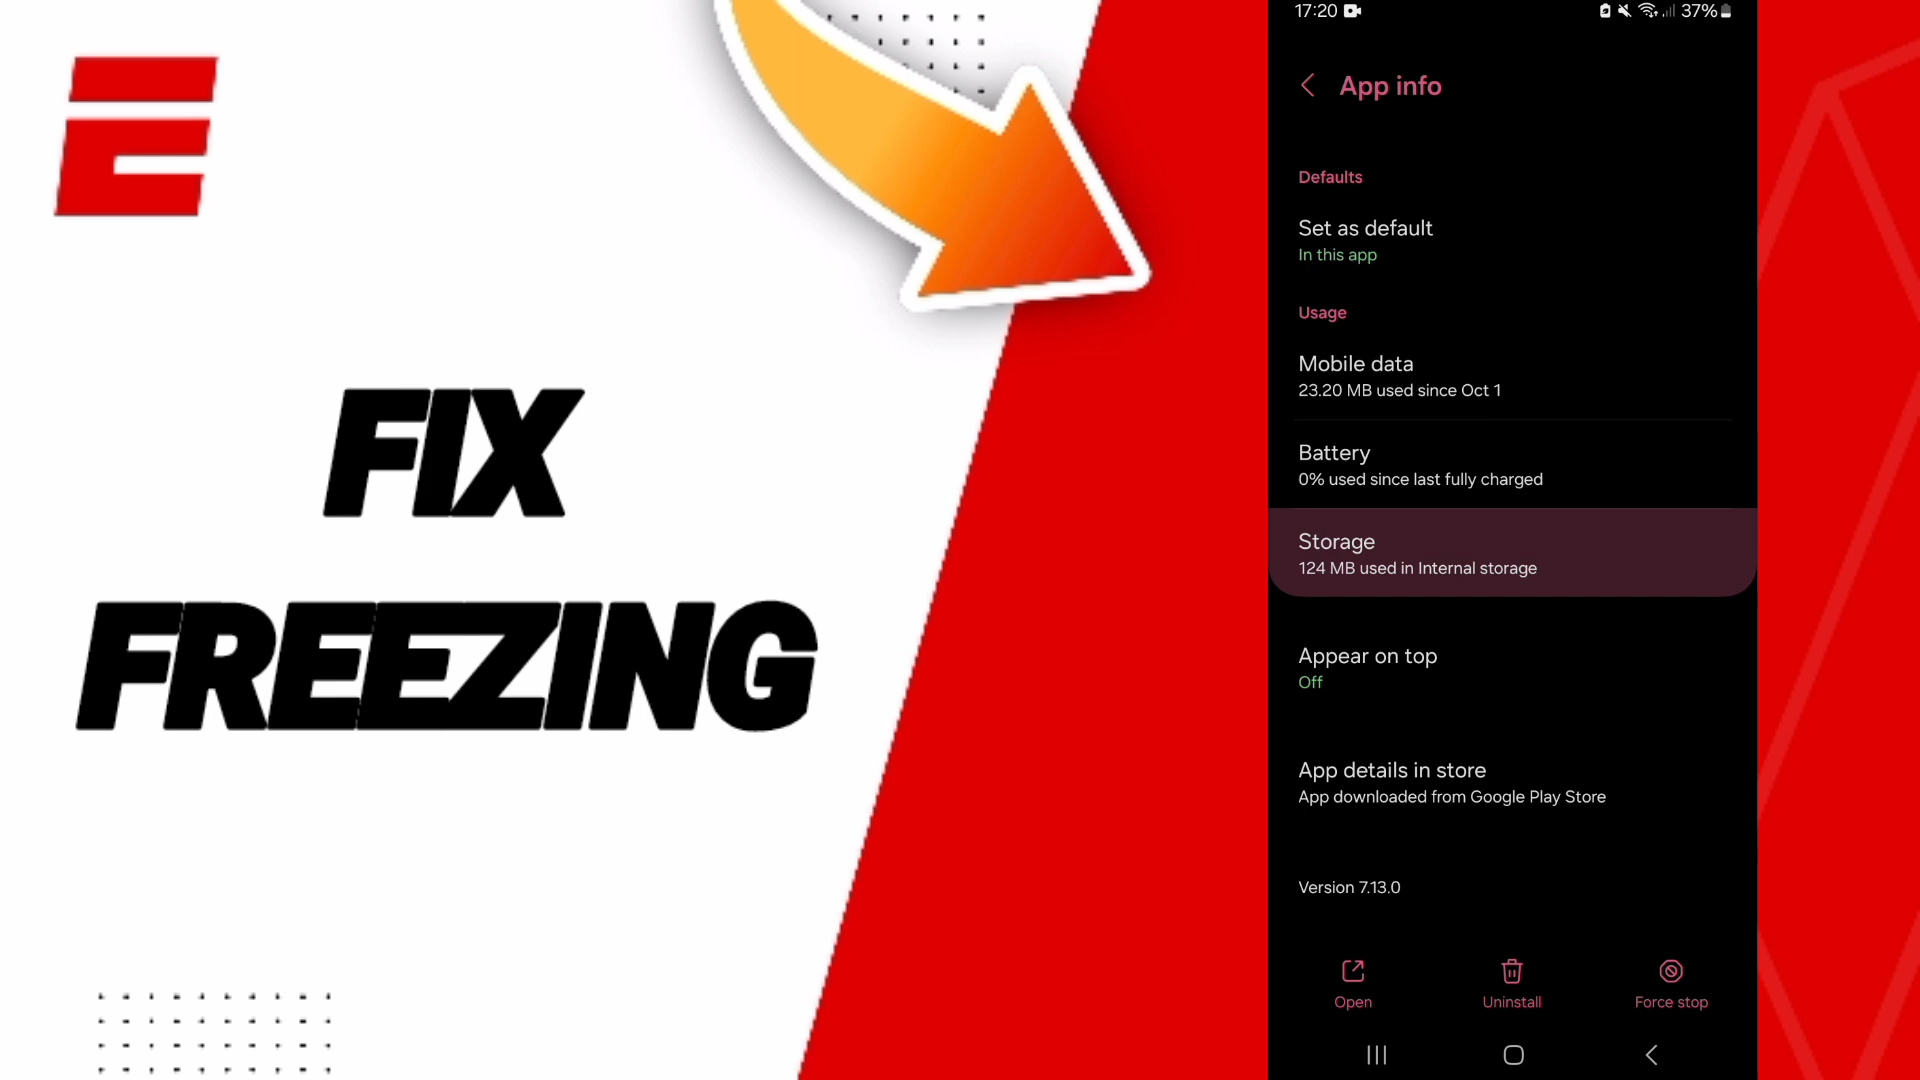 FIX
FREEZING
17:20
37%
App info
Defaults
Set as default
In this app
Usage
Mobile data
23.20 MB used since Oct 1
Battery
0% used since last fully charged
Storage
124 MB used in Internal storage
Appear on top
Off
App details in store
App downloaded from Google Play Store
Version 7.13.0
Open
Uninstall
Force stop